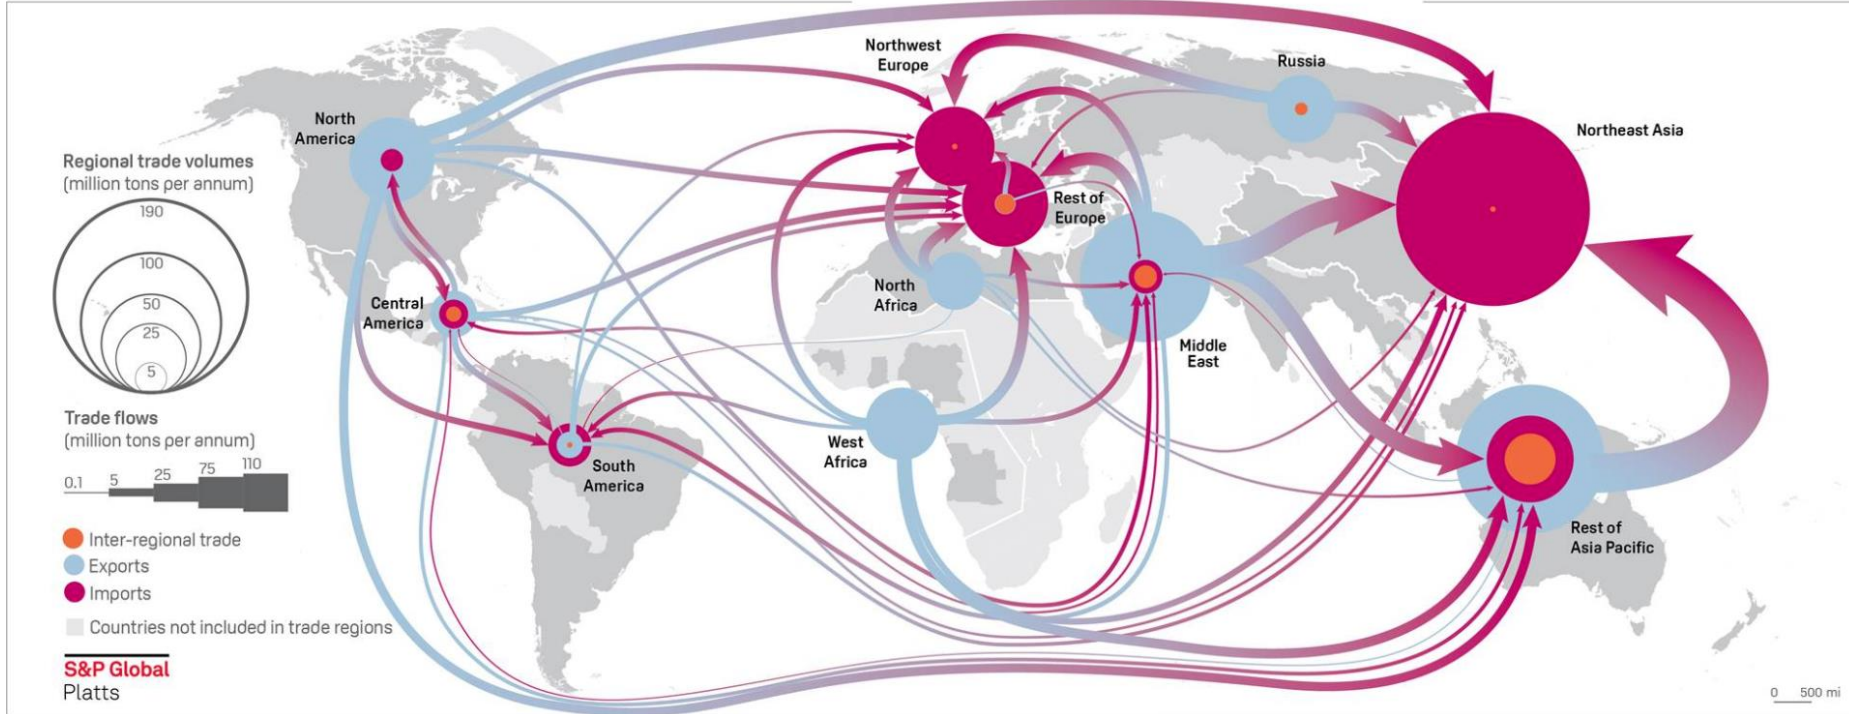 Northwest
Europe
Russia
North
America
Northeast Asia
Regional trade volumes
(million tons per annum)
190
100
50
25
5
Rest of
Europe
North
Africa
Central
America
Middle
East
Trade flows
(million tons per annum)
0.1 5 25 75 110
West
Africa
South
America
Rest of
Asia Pacific
Inter-regional trade
Exports
Imports
Countries not included in trade regions
S&P Global
Platts
0 500 mi